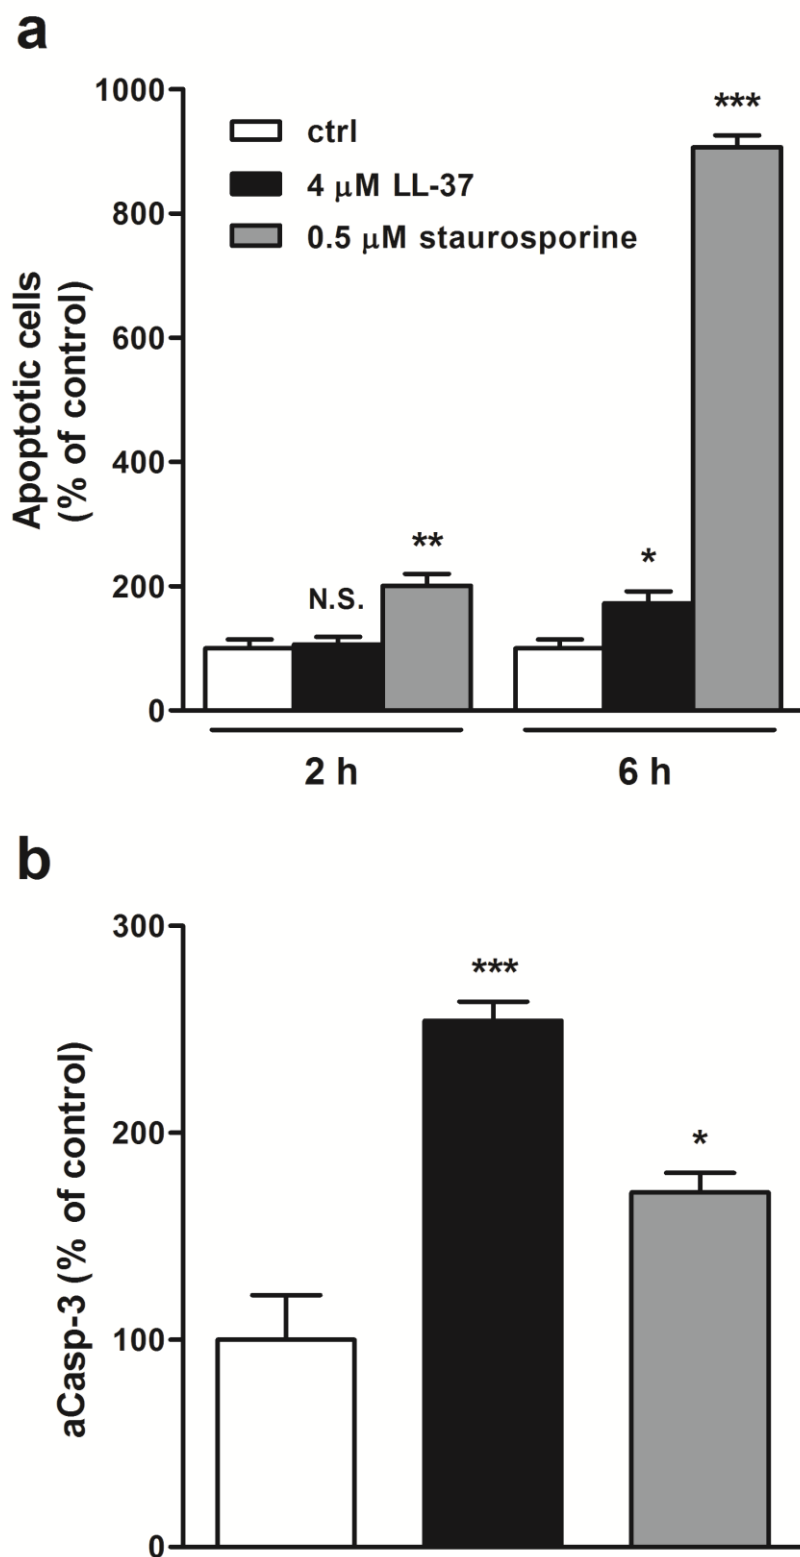 a
1000
800
600
400
200
0
Apoptotic cells
(% of control)
ctrl
4 μM LL-37
0.5 μM staurosporine
N.S.
**
*
***
2 h
6 h
b
300
200
100
0
aCasp-3 (% of control)
***
*